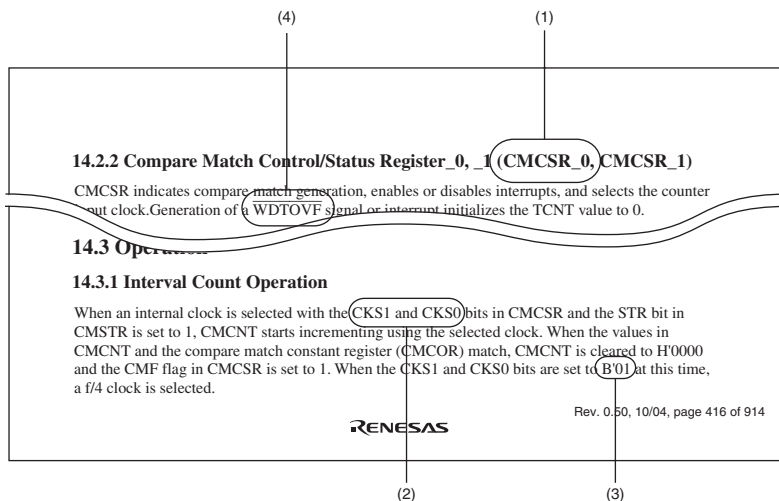 (4) (1)
14.2.2 Compare Match Control/Status Register_0, _1 (CMCSR_0, CMCSR_1)
CMCSR indicates compare match generation, enables or disables interrupts, and selects the counter
input clock.Generation of a WDTOVF signal or interrupt initializes the TCNT value to 0.
14.3 Operation
14.3.1 Interval Count Operation
When an internal clock is selected with the CKS1 and CKS0 bits in CMCSR and the STR bit in
CMSTR is set to 1, CMCNT starts incrementing using the selected clock. When the values in
CMCNT and the compare match constant register (CMCOR) match, CMCNT is cleared to H'0000
and the CMF flag in CMCSR is set to 1. When the CKS1 and CKS0 bits are set to B'01 at this time,
a f/4 clock is selected.
Rev. 0.50, 10/04, page 416 of 914
RENESAS
(2) (3)